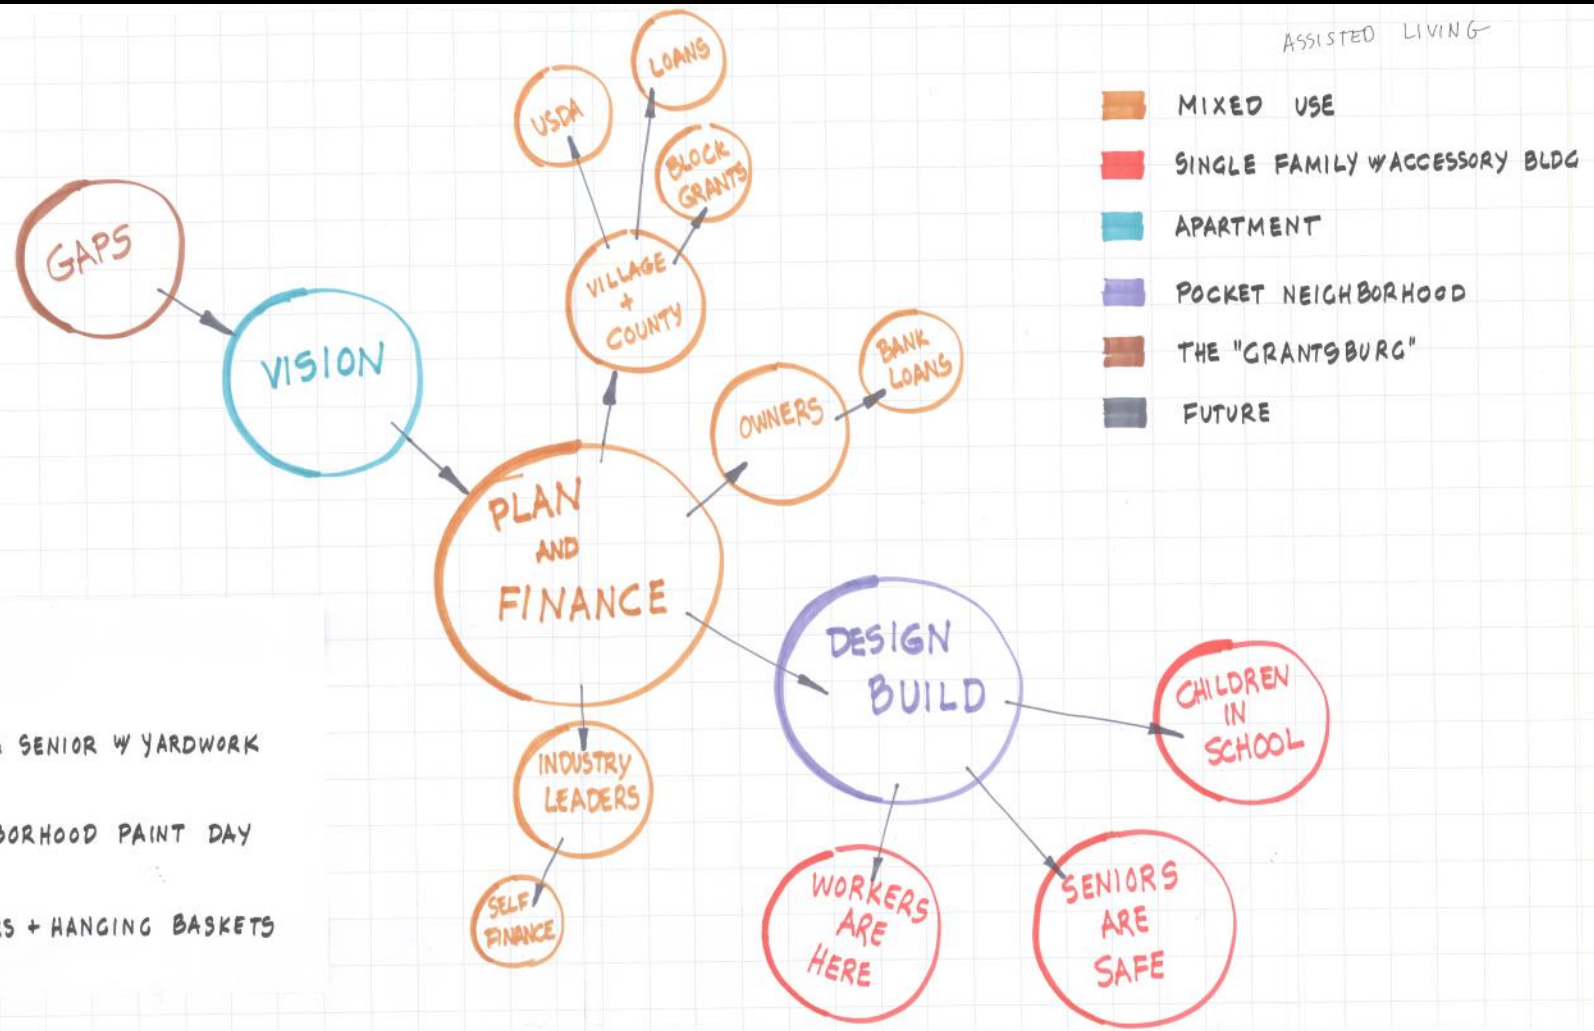 ASSISTED LIVING
MIXED USE
SINGLE FAMILY W/ACCESSORY BLDG
APARTMENT
POCKET NEIGHBORHOOD
THE "GRANTSBURG"
FUTURE
GAPS
VISION
PLAN
AND
FINANCE
VILLAGE
+
COUNTY
USDA
LOANS
BLOCK
GRANTS
OWNERS
BANK
LOANS
INDUSTRY
LEADERS
SELF
FINANCE
DESIGN
BUILD
CHILDREN
IN
SCHOOL
WORKERS
ARE
HERE
SENIORS
ARE
SAFE
SENIOR W/ YARDWORK
BORHOOD PAINT DAY
RS + HANGING BASKETS